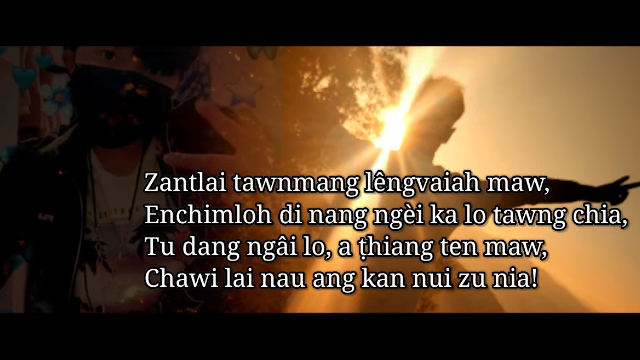 Zantlai tawnmang lêngvaiah maw,
Enchimloh di nang ngèi ka lo tawng chia,
Tu dang ngâi lo, a ṭhiang ten maw,
Chawi lai nau ang kan nui zu nia!